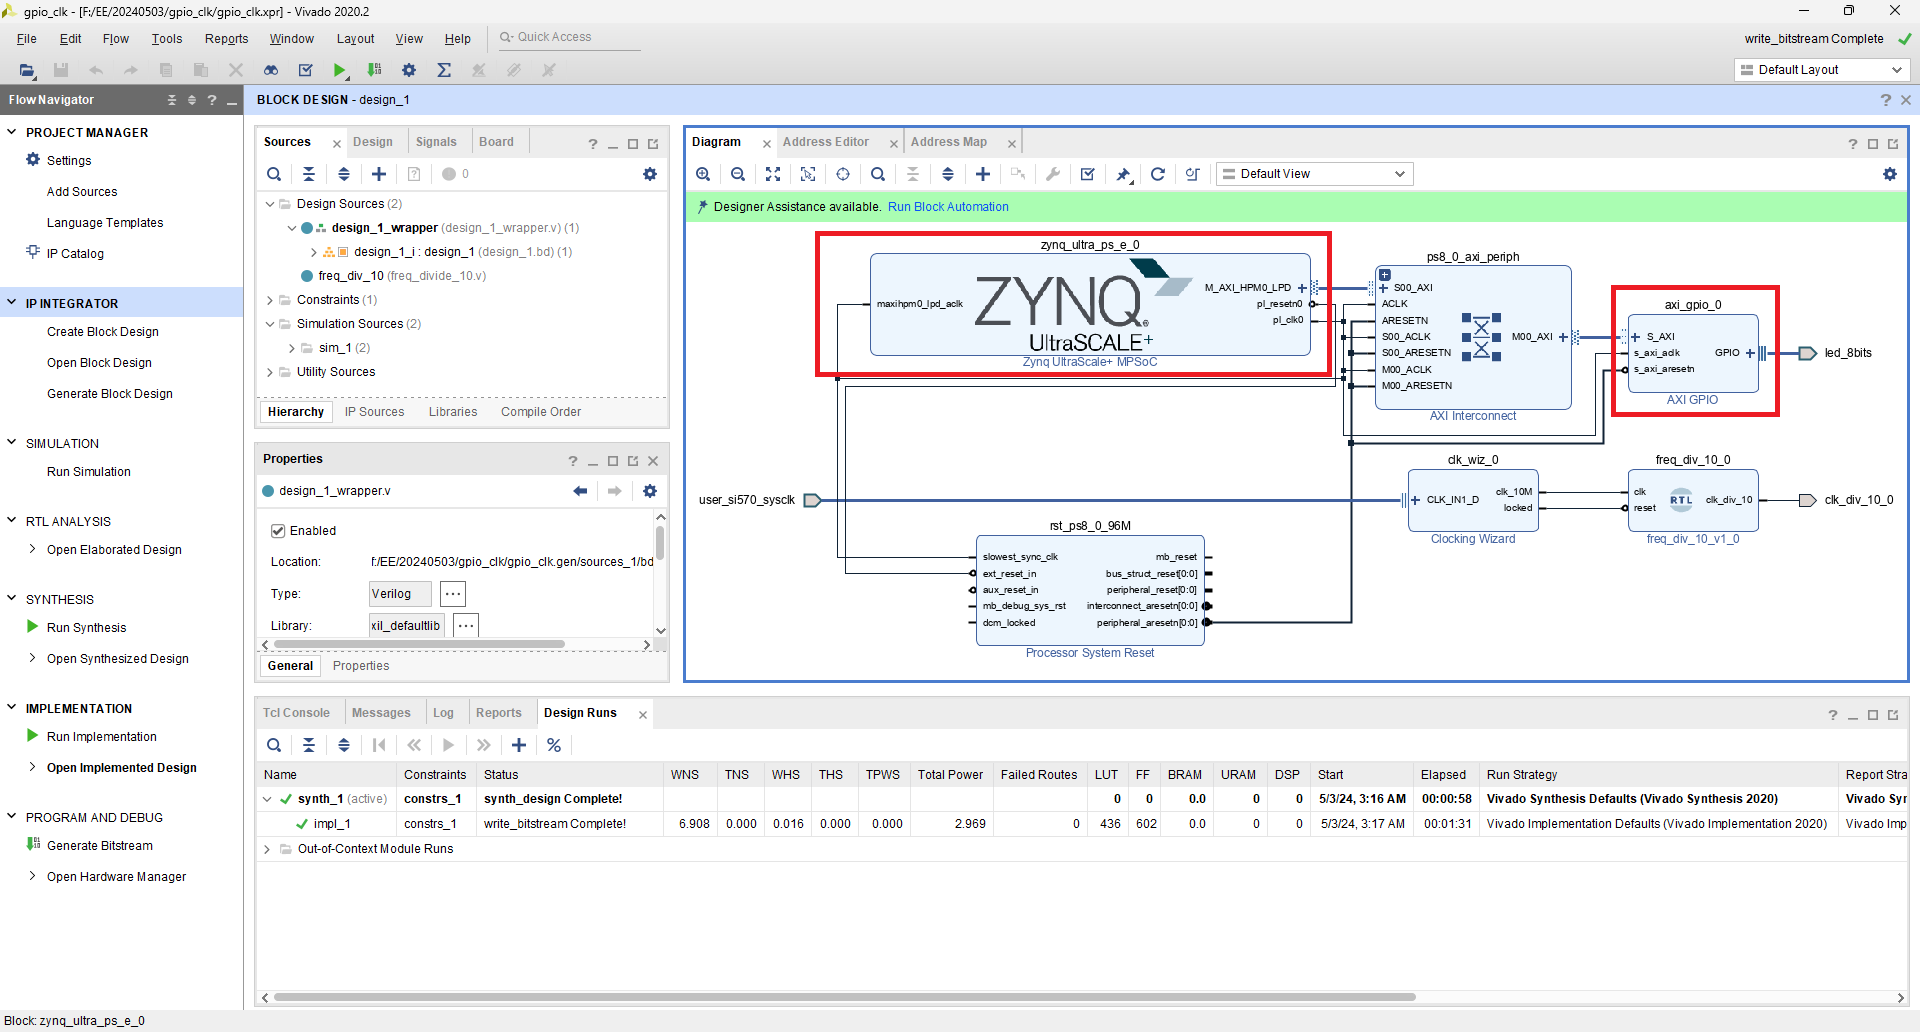 gpio_clk - [F:/EE/20240503/gpio_clk/gpio_clk.xpr] - Vivado 2020.2
File Edit Flow Tools Reports Window Layout View Help Quick Access
write_bitstream Complete
Default Layout
Flow Navigator
PROJECT MANAGER
Settings
Add Sources
Language Templates
IP Catalog
IP INTEGRATOR
Create Block Design
Open Block Design
Generate Block Design
SIMULATION
Run Simulation
RTL ANALYSIS
Open Elaborated Design
SYNTHESIS
Run Synthesis
Open Synthesized Design
IMPLEMENTATION
Run Implementation
Open Implemented Design
PROGRAM AND DEBUG
Generate Bitstream
Open Hardware Manager
BLOCK DESIGN - design_1
Sources Design Signals Board
0
Design Sources (2)
design_1_wrapper (design_1_wrapper.v) (1)
design_1_i : design_1 (design_1.bd) (1)
freq_div_10 (freq_divide_10.v)
Constraints (1)
Simulation Sources (2)
sim_1 (2)
Utility Sources
Hierarchy IP Sources Libraries Compile Order
Properties
design_1_wrapper.v
Enabled
Location: f:/EE/20240503/gpio_clk/gpio_clk.gen/sources_1/bd
Type: Verilog
Library: xil_defaultlib
General Properties
Diagram Address Editor Address Map
Default View
Designer Assistance available. Run Block Automation
zynq_ultra_ps_e_0
maxihpm0_lpd_aclk
ZYNQ
UltraSCALE+
M_AXI_HPM0_LPD
pl_resetn0
pl_clk0
Zynq UltraScale+ MPSoC
ps8_0_axi_periph
S00_AXI
ACLK
ARESETN
S00_ACLK
S00_ARESETN
M00_ACLK
M00_ARESETN
M00_AXI
AXI Interconnect
axi_gpio_0
S_AXI
s_axi_aclk
s_axi_aresetn
GPIO
AXI GPIO
led_8bits
user_si570_sysclk
clk_wiz_0
CLK_IN1_D
clk_10M
locked
Clocking Wizard
freq_div_10_0
clk
reset
RTL
clk_div_10
freq_div_10_v1_0
clk_div_10_0
rst_ps8_0_96M
slowest_sync_clk
ext_reset_in
aux_reset_in
mb_debug_sys_rst
dcm_locked
mb_reset
bus_struct_reset[0:0]
peripheral_reset[0:0]
interconnect_aresetn[0:0]
peripheral_aresetn[0:0]
Processor System Reset
Tcl Console Messages Log Reports Design Runs
Name Constraints Status WNS TNS WHS THS TPWS Total Power Failed Routes LUT FF BRAM URAM DSP Start Elapsed Run Strategy Report Stra
synth_1 (active) constrs_1 synth_design Complete! 0 0 0.0 0 0 5/3/24, 3:16 AM 00:00:58 Vivado Synthesis Defaults (Vivado Synthesis 2020) Vivado Syr
impl_1 constrs_1 write_bitstream Complete! 6.908 0.000 0.016 0.000 0.000 2.969 0 436 602 0.0 0 0 5/3/24, 3:17 AM 00:01:31 Vivado Implementation Defaults (Vivado Implementation 2020) Vivado Imp
Out-of-Context Module Runs
Block: zynq_ultra_ps_e_0